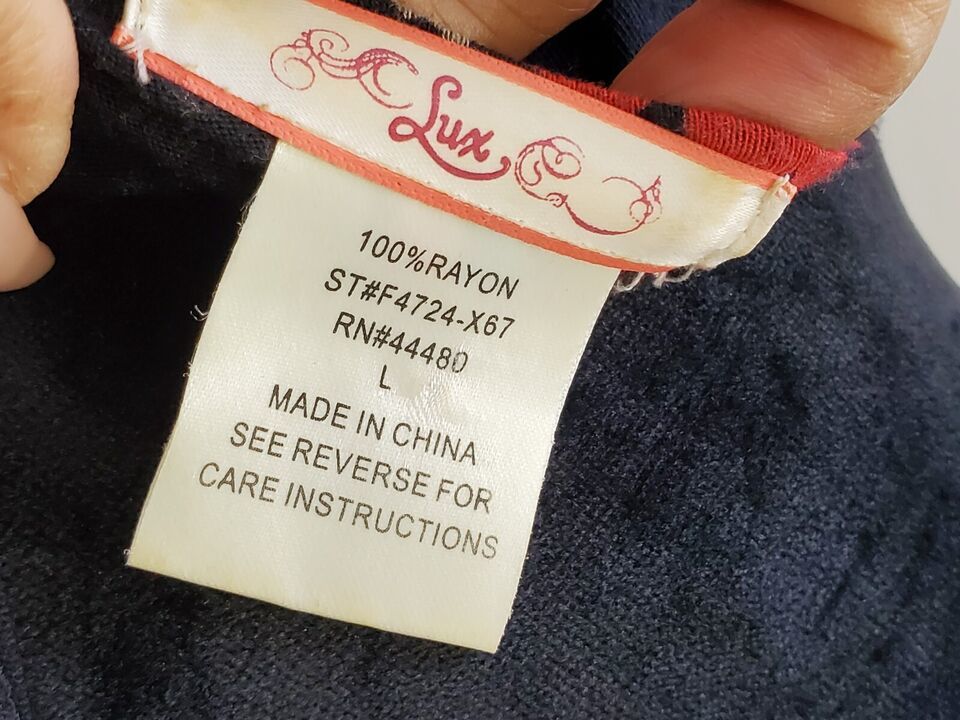 Lux
100%RAYON
ST#F4724-X67
RN#44480
L
MADE IN CHINA
SEE REVERSE FOR
CARE INSTRUCTIONS